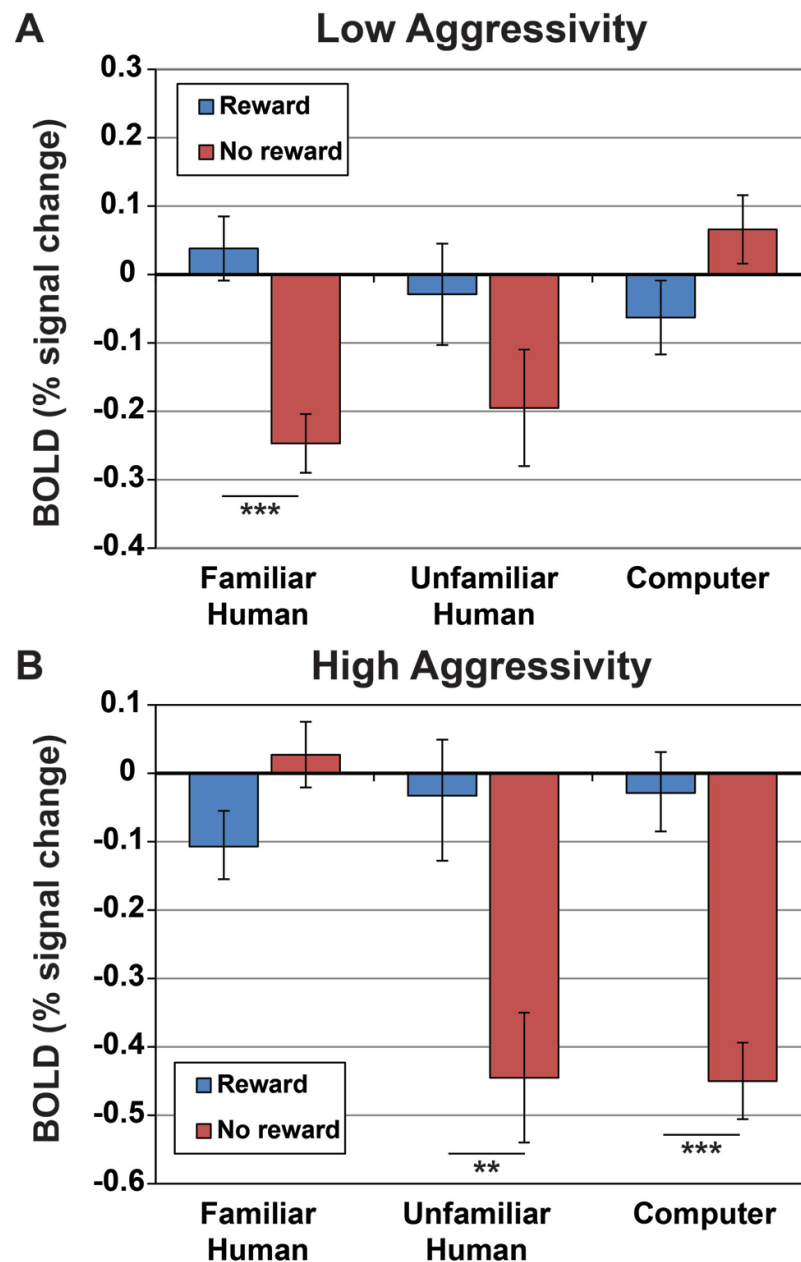 A
Low Aggressivity
BOLD (% signal change)
0.3
0.2
0.1
0
-0.1
-0.2
-0.3
-0.4
Reward
No reward
***
Familiar
Human
Unfamiliar
Human
Computer
B
High Aggressivity
BOLD (% signal change)
0.1
0
-0.1
-0.2
-0.3
-0.4
-0.5
-0.6
Reward
No reward
**
***
Familiar
Human
Unfamiliar
Human
Computer